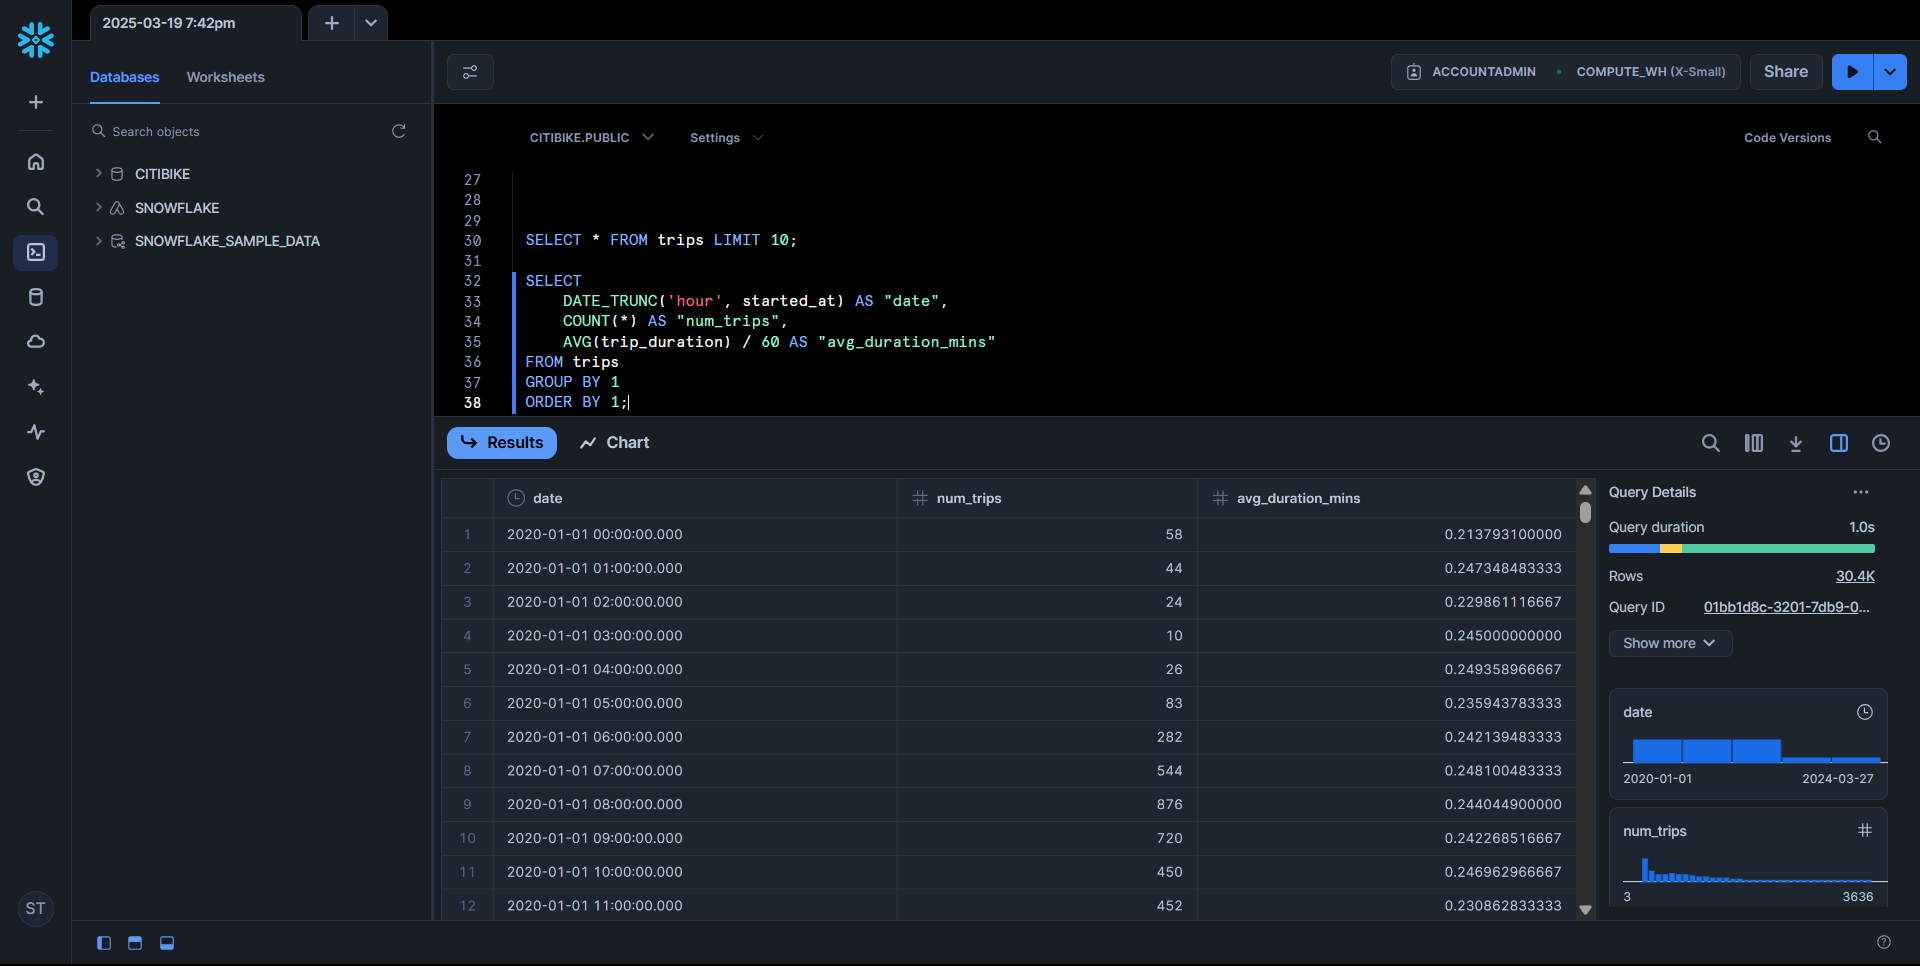 2025-03-19 7:42pm
Databases
Worksheets
ACCOUNTADMIN
COMPUTE_WH (X-Small)
Share
Search objects
CITIBIKE
SNOWFLAKE
SNOWFLAKE_SAMPLE_DATA
CITIBIKE.PUBLIC
Settings
Code Versions
27
28
29
30 SELECT * FROM trips LIMIT 10;
31
32 SELECT
33 DATE_TRUNC('hour', started_at) AS "date",
34 COUNT(*) AS "num_trips",
35 AVG(trip_duration) / 60 AS "avg_duration_mins"
36 FROM trips
37 GROUP BY 1
38 ORDER BY 1;
Results
Chart
date num_trips avg_duration_mins
1 2020-01-01 00:00:00.000 58 0.213793100000
2 2020-01-01 01:00:00.000 44 0.247348483333
3 2020-01-01 02:00:00.000 24 0.229861116667
4 2020-01-01 03:00:00.000 10 0.245000000000
5 2020-01-01 04:00:00.000 26 0.249358966667
6 2020-01-01 05:00:00.000 83 0.235943783333
7 2020-01-01 06:00:00.000 282 0.242139483333
8 2020-01-01 07:00:00.000 544 0.248100483333
9 2020-01-01 08:00:00.000 876 0.244044900000
10 2020-01-01 09:00:00.000 720 0.242268516667
11 2020-01-01 10:00:00.000 450 0.246962966667
12 2020-01-01 11:00:00.000 452 0.230862833333
Query Details
Query duration 1.0s
Rows 30.4K
Query ID 01bb1d8c-3201-7db9-0...
Show more
date
2020-01-01 2024-03-27
num_trips
3 3636
ST